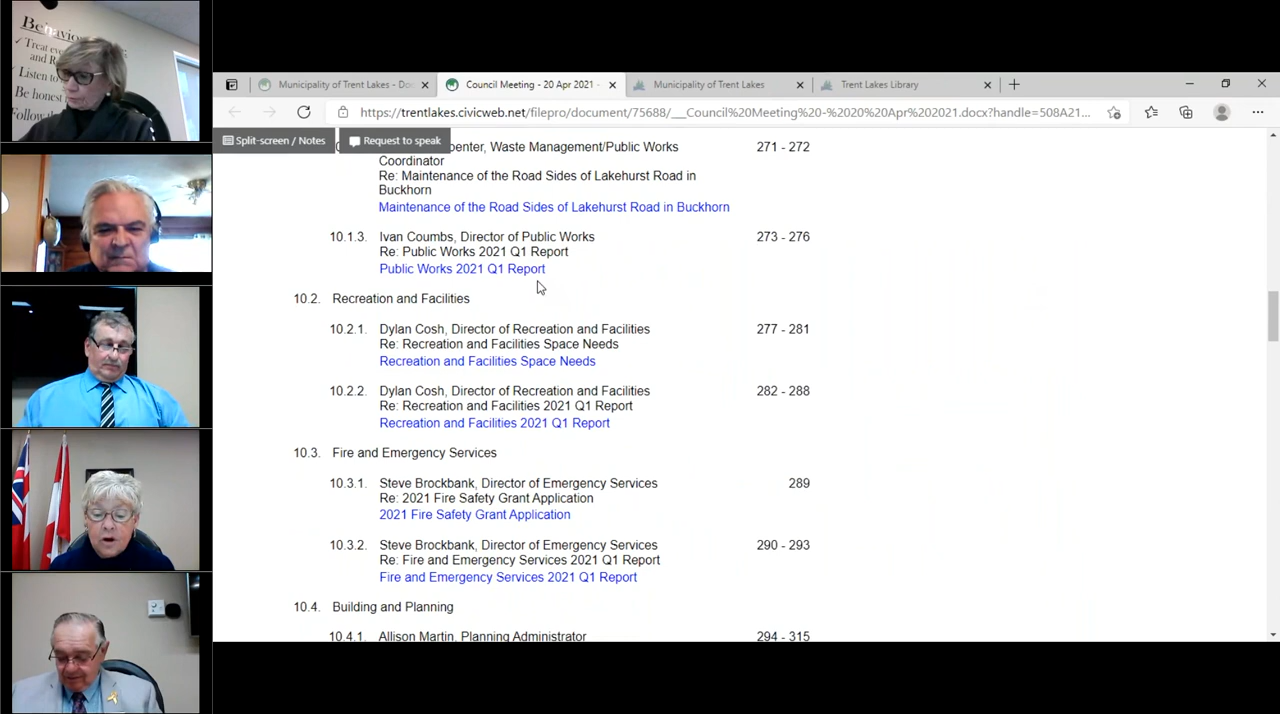 Behavio
✓ Treat eve
and R
✓ Listen to
Be honest
Follow
Municipality of Trent Lakes - Do
Council Meeting - 20 Apr 2021 -
Municipality of Trent Lakes
Trent Lakes Library
https://trentlakes.civicweb.net/filepro/document/75688/___Council%20Meeting%20-%2020%20Apr%202021.docx?handle=508A21...
Split-screen / Notes
Request to speak
penter, Waste Management/Public Works 271 - 272
Coordinator
Re: Maintenance of the Road Sides of Lakehurst Road in
Buckhorn
Maintenance of the Road Sides of Lakehurst Road in Buckhorn
10.1.3. Ivan Coumbs, Director of Public Works 273 - 276
Re: Public Works 2021 Q1 Report
Public Works 2021 Q1 Report
10.2. Recreation and Facilities
10.2.1. Dylan Cosh, Director of Recreation and Facilities 277 - 281
Re: Recreation and Facilities Space Needs
Recreation and Facilities Space Needs
10.2.2. Dylan Cosh, Director of Recreation and Facilities 282 - 288
Re: Recreation and Facilities 2021 Q1 Report
Recreation and Facilities 2021 Q1 Report
10.3. Fire and Emergency Services
10.3.1. Steve Brockbank, Director of Emergency Services 289
Re: 2021 Fire Safety Grant Application
2021 Fire Safety Grant Application
10.3.2. Steve Brockbank, Director of Emergency Services 290 - 293
Re: Fire and Emergency Services 2021 Q1 Report
Fire and Emergency Services 2021 Q1 Report
10.4. Building and Planning
10.4.1. Allison Martin, Planning Administrator 294 - 315